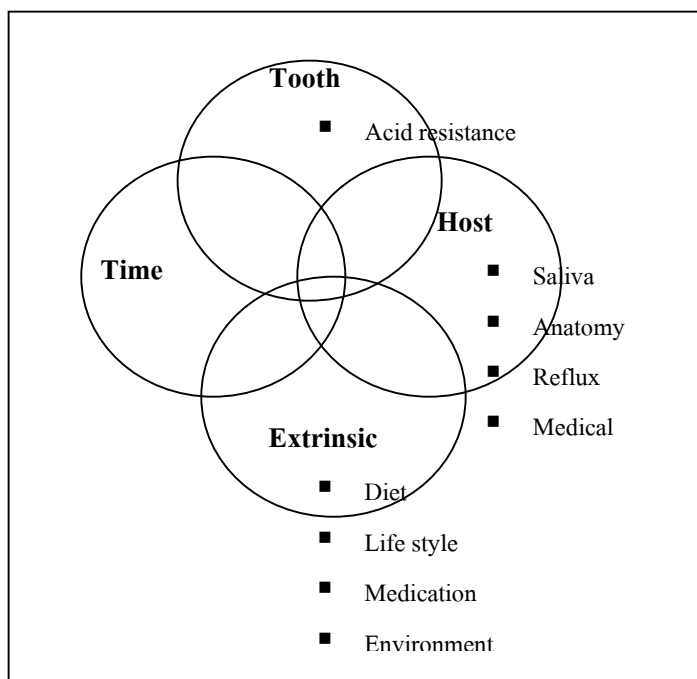 Tooth
■ Acid resistance
Host
■ Saliva
■ Anatomy
■ Reflux
■ Medical
Time
Extrinsic
■ Diet
■ Life style
■ Medication
■ Environment